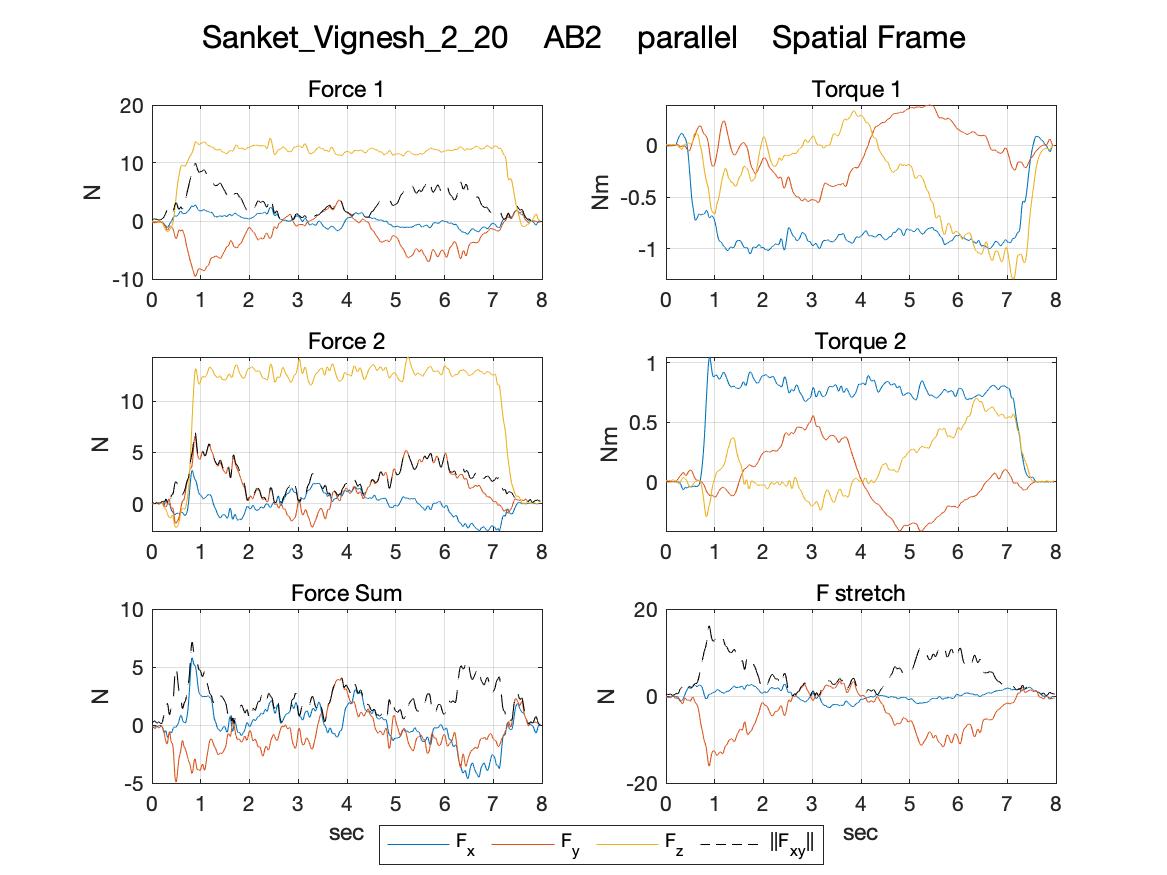 Sanket_Vignesh_2_20 AB2 parallel Spatial Frame
Force 1
N
20
10
0
-10
0 1 2 3 4 5 6 7 8
Torque 1
Nm
0
-0.5
-1
0 1 2 3 4 5 6 7 8
Force 2
N
10
5
0
0 1 2 3 4 5 6 7 8
Torque 2
Nm
1
0.5
0
0 1 2 3 4 5 6 7 8
Force Sum
N
10
5
0
-5
0 1 2 3 4 5 6 7 8
sec
F stretch
N
20
0
-20
0 1 2 3 4 5 6 7 8
sec
F_x F_y F_z ||F_xy||